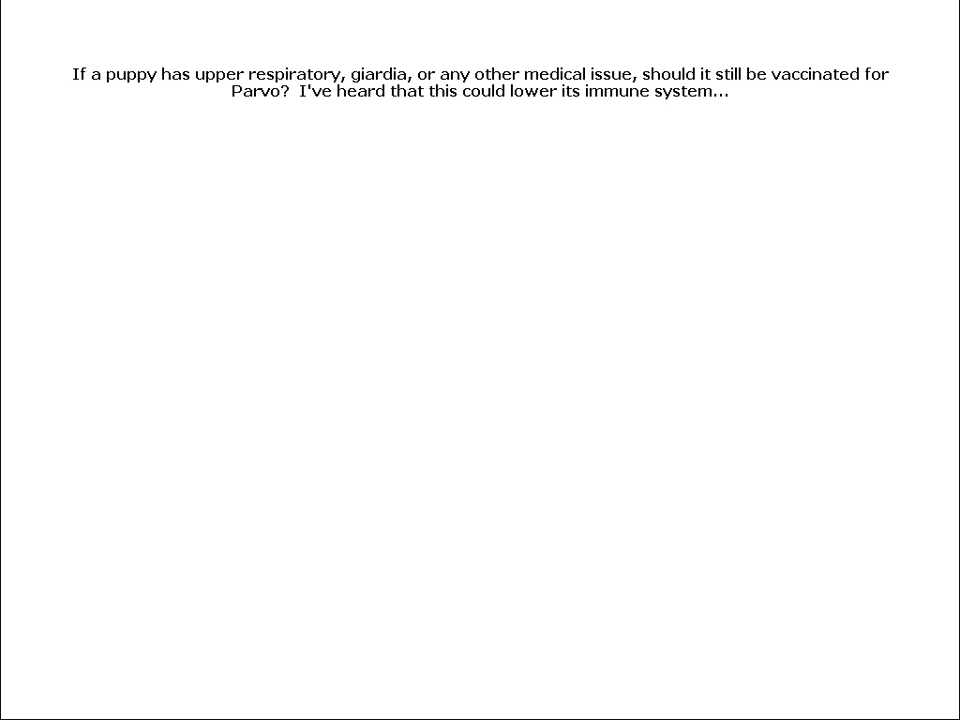 If a puppy has upper respiratory, giardia, or any other medical issue, should it still be vaccinated for
Parvo?  I've heard that this could lower its immune system...